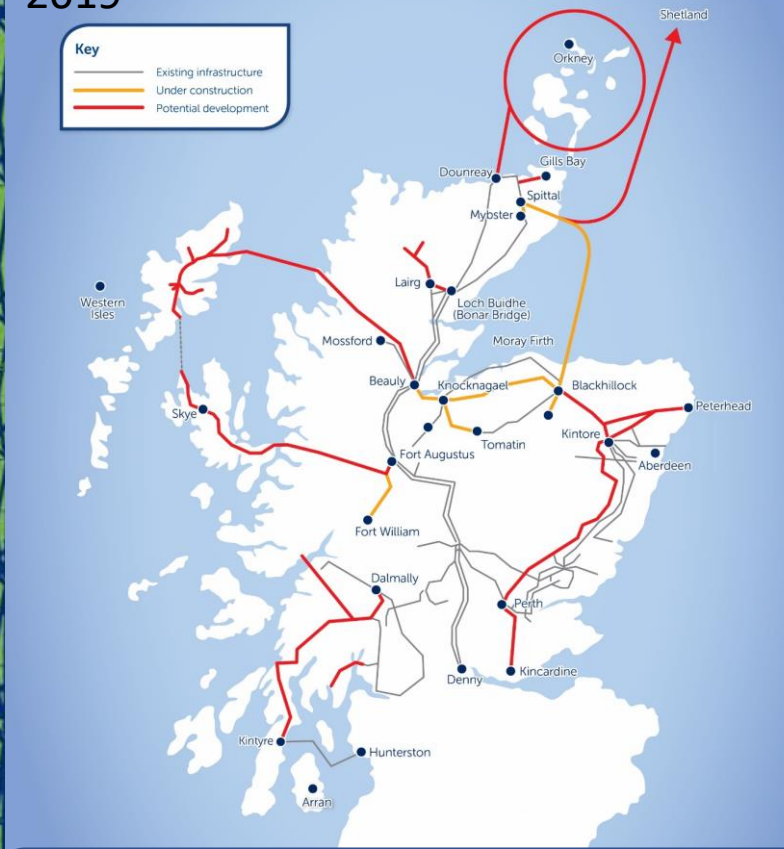 2015
Key
Existing infrastructure
Under construction
Potential development
Shetland
Orkney
Dounreay
Gills Bay
Spittal
Mybster
Lairg
Loch Buidhe
(Bonar Bridge)
Western
Isles
Mossford
Moray Firth
Beauly
Knocknagael
Blackhillock
Peterhead
Skye
Tomatin
Kintore
Aberdeen
Fort Augustus
Fort William
Dalmally
Perth
Denny
Kincardine
Kintyre
Hunterston
Arran